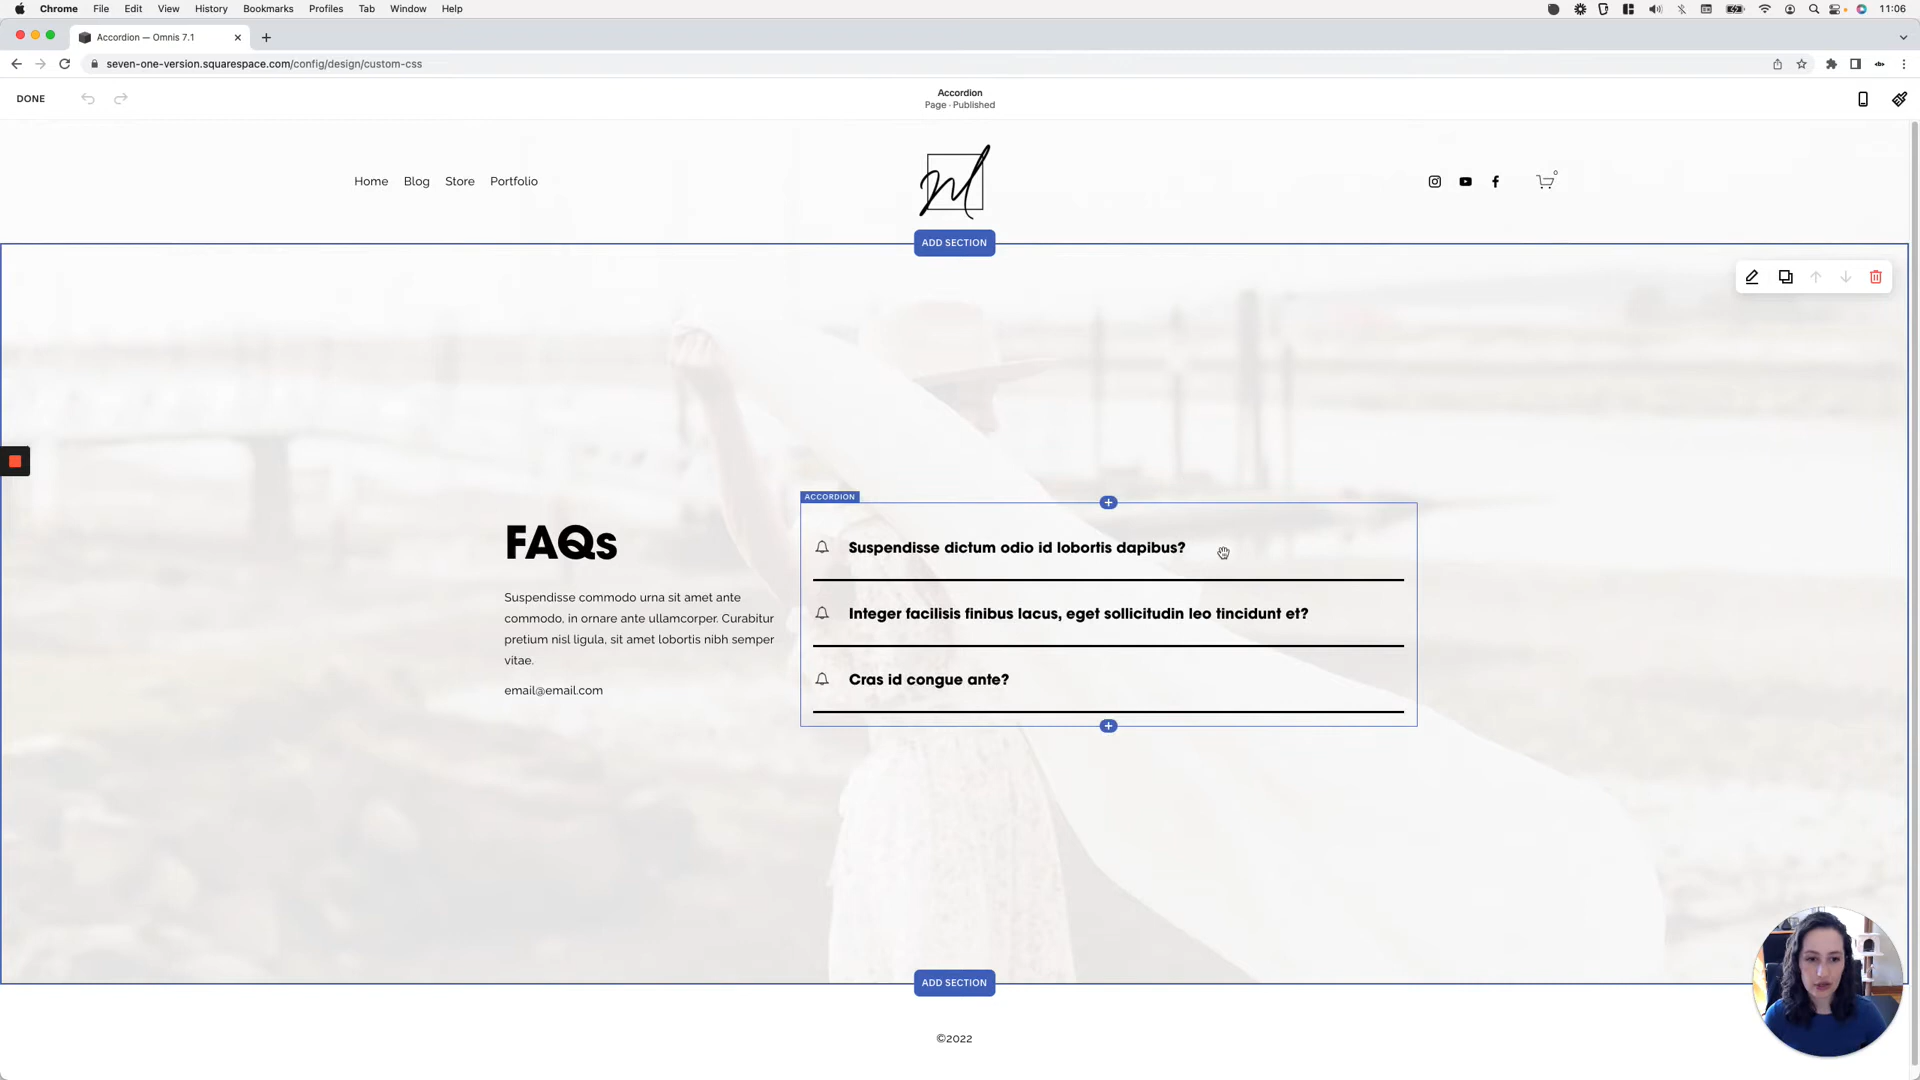 Chrome File Edit View History Bookmarks Profiles Tab Window Help 11:06
Accordion — Omnis 7.1
seven-one-version.squarespace.com/config/design/custom-css
DONE
Accordion
Page · Published
Home Blog Store Portfolio
nl
0
ADD SECTION
ACCORDION
FAQs
Suspendisse commodo urna sit amet ante
commodo, in ornare ante ullamcorper. Curabitur
pretium nisl ligula, sit amet lobortis nibh semper
vitae.
email@email.com
Suspendisse dictum odio id lobortis dapibus?
Integer facilisis finibus lacus, eget sollicitudin leo tincidunt et?
Cras id congue ante?
ADD SECTION
©2022